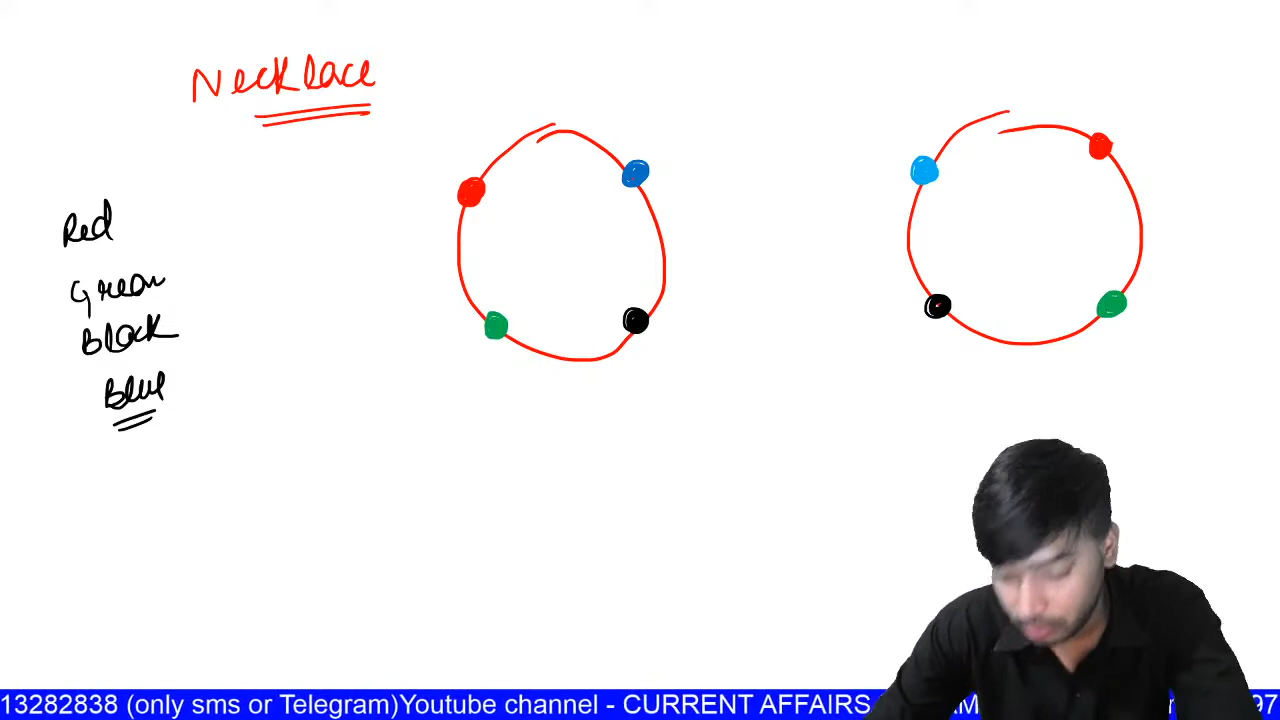 Necklace
Red
Green
Black
Blue
13282838 (only sms or Telegram)Youtube channel - CURRENT AFFAIRS